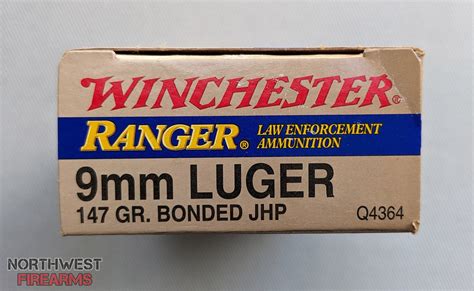 WINCHESTER®
RANGER® LAW ENFORCEMENT
AMMUNITION
9mm LUGER
147 GR. BONDED JHP Q4364
NORTHWEST
FIREARMS